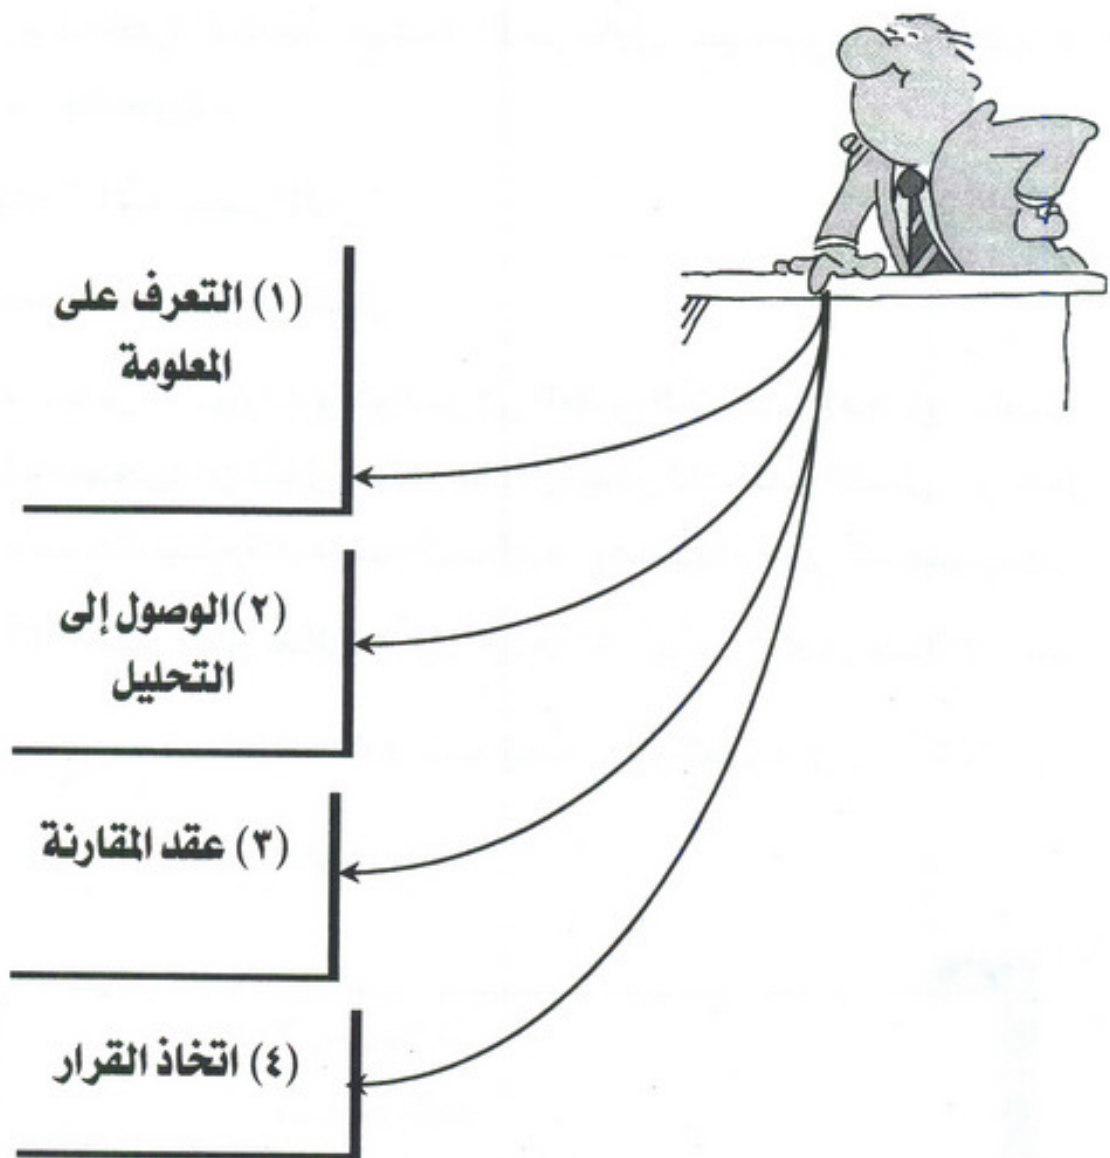 (١) التعرف على
المعلومة
(٢) الوصول إلى
التحليل
(٣) عقد المقارنة
(٤) اتخاذ القرار